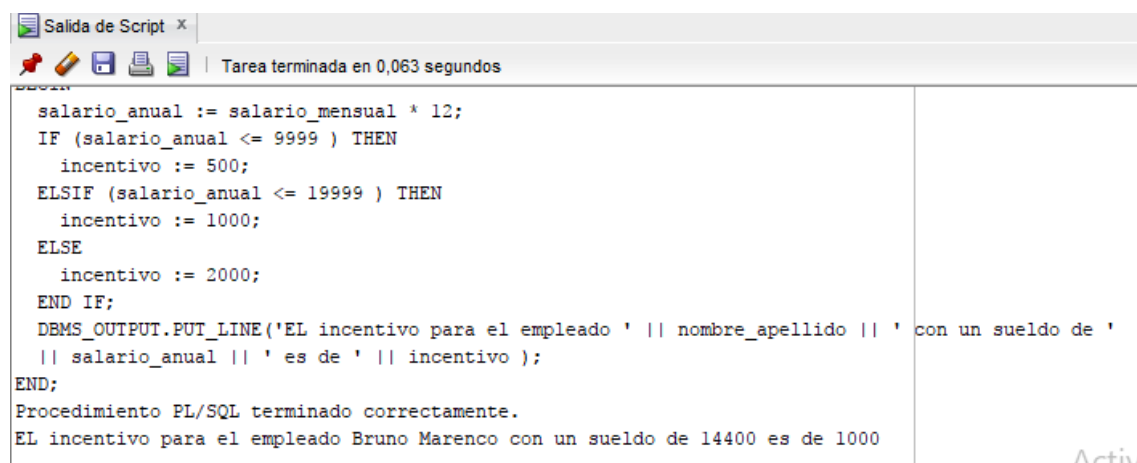 Salida de Script x
Tarea terminada en 0,063 segundos
BEGIN
salario_anual := salario_mensual * 12;
IF (salario_anual <= 9999 ) THEN
incentivo := 500;
ELSIF (salario_anual <= 19999 ) THEN
incentivo := 1000;
ELSE
incentivo := 2000;
END IF;
DBMS_OUTPUT.PUT_LINE('EL incentivo para el empleado ' || nombre_apellido || ' con un sueldo de '
|| salario_anual || ' es de ' || incentivo );
END;
Procedimiento PL/SQL terminado correctamente.
EL incentivo para el empleado Bruno Marenco con un sueldo de 14400 es de 1000